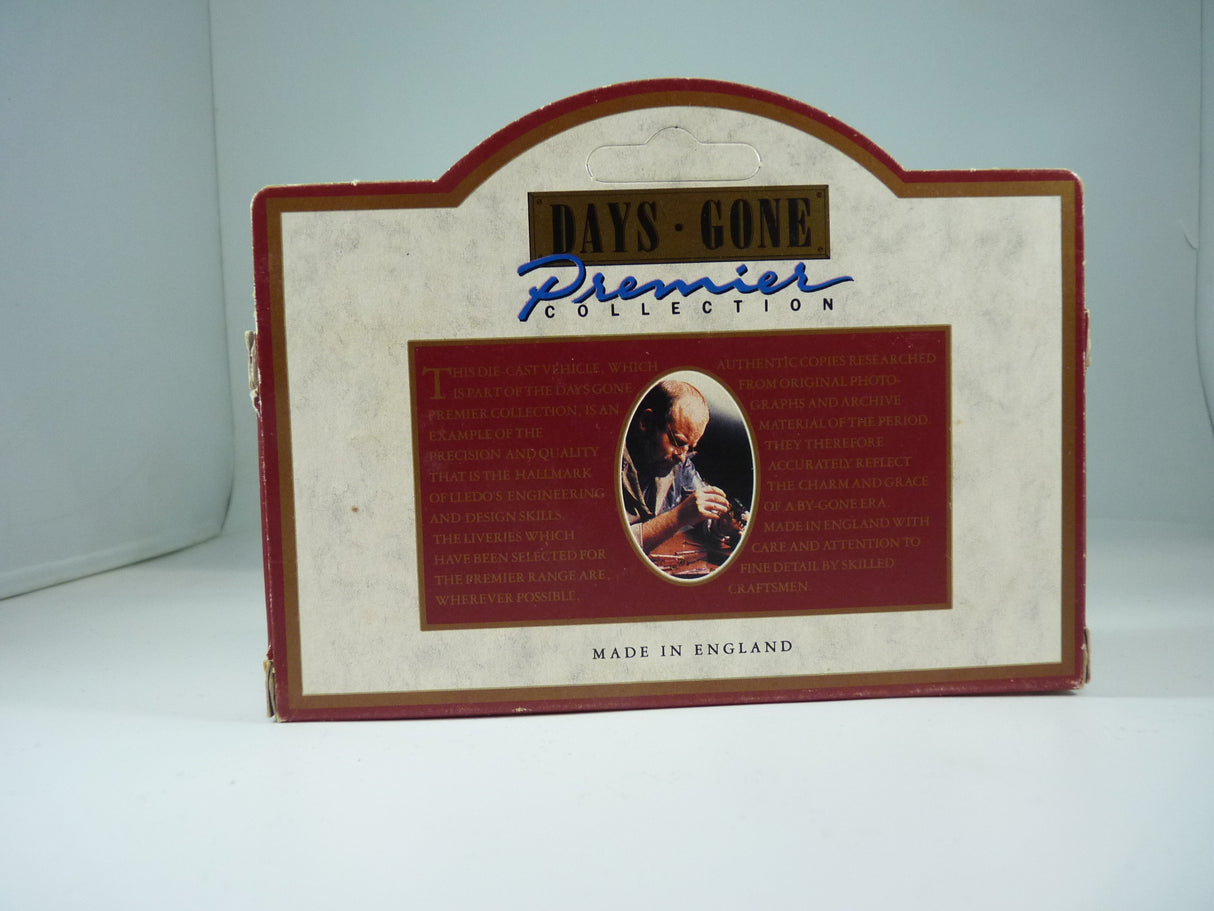 DAYS · GONE
Premier
COLLECTION
THIS DIE-CAST VEHICLE, WHICH
IS PART OF THE DAYS GONE
PREMIER COLLECTION, IS AN
EXAMPLE OF THE
PRECISION AND QUALITY
THAT IS THE HALLMARK
OF LLEDO'S ENGINEERING
AND DESIGN SKILLS.
THE LIVERIES WHICH
HAVE BEEN SELECTED FOR
THE PREMIER RANGE ARE,
WHEREVER POSSIBLE,
AUTHENTIC COPIES RESEARCHED
FROM ORIGINAL PHOTO-
GRAPHS AND ARCHIVE
MATERIAL OF THE PERIOD.
THEY THEREFORE
ACCURATELY REFLECT
THE CHARM AND GRACE
OF A BY-GONE ERA.
MADE IN ENGLAND WITH
CARE AND ATTENTION TO
FINE DETAIL BY SKILLED
CRAFTSMEN.
MADE IN ENGLAND